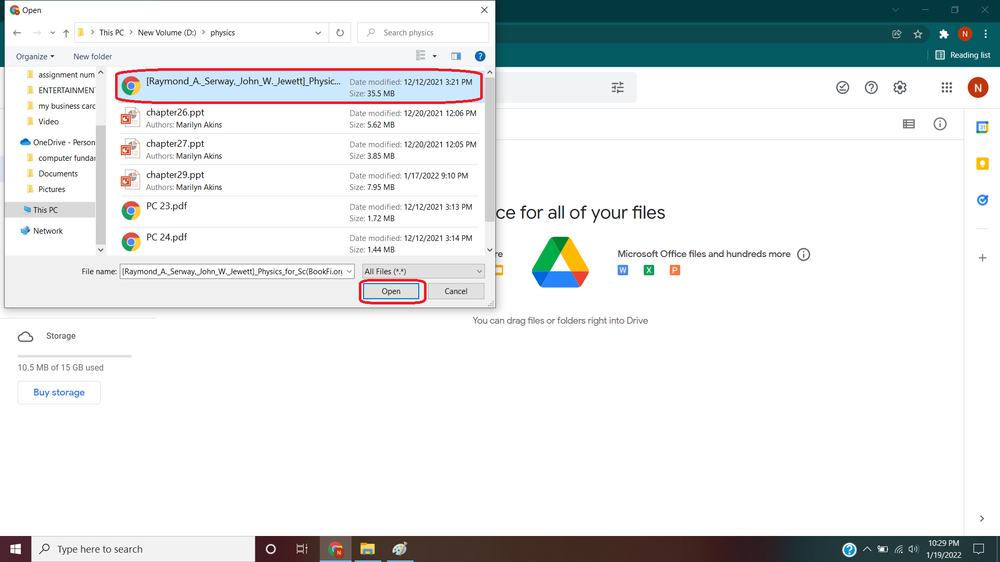 Open
This PC > New Volume (D:) > physics
Search physics
Organize
New folder
Reading list
assignment num
ENTERTAINMENT
my business card
Video
OneDrive - Person
computer fundar
Documents
Pictures
This PC
Network
[Raymond_A._Serway,_John_W._Jewett]_Physic...
Date modified: 12/12/2021 3:21 PM
Size: 35.5 MB
chapter26.ppt
Authors: Marilyn Akins
Date modified: 12/20/2021 12:06 PM
Size: 5.62 MB
chapter27.ppt
Authors: Marilyn Akins
Date modified: 12/20/2021 12:05 PM
Size: 3.85 MB
chapter29.ppt
Authors: Marilyn Akins
Date modified: 1/17/2022 9:10 PM
Size: 7.95 MB
PC 23.pdf
Date modified: 12/12/2021 3:13 PM
Size: 1.72 MB
PC 24.pdf
Date modified: 12/12/2021 3:14 PM
Size: 1.44 MB
File name: [Raymond_A._Serway,_John_W._Jewett]_Physics_for_Sc(BookFi.org
All Files (*.*)
Open
Cancel
N
N
31
ce for all of your files
re
Microsoft Office files and hundreds more
W X P
You can drag files or folders right into Drive
Storage
10.5 MB of 15 GB used
Buy storage
Type here to search
N
10:29 PM
1/19/2022